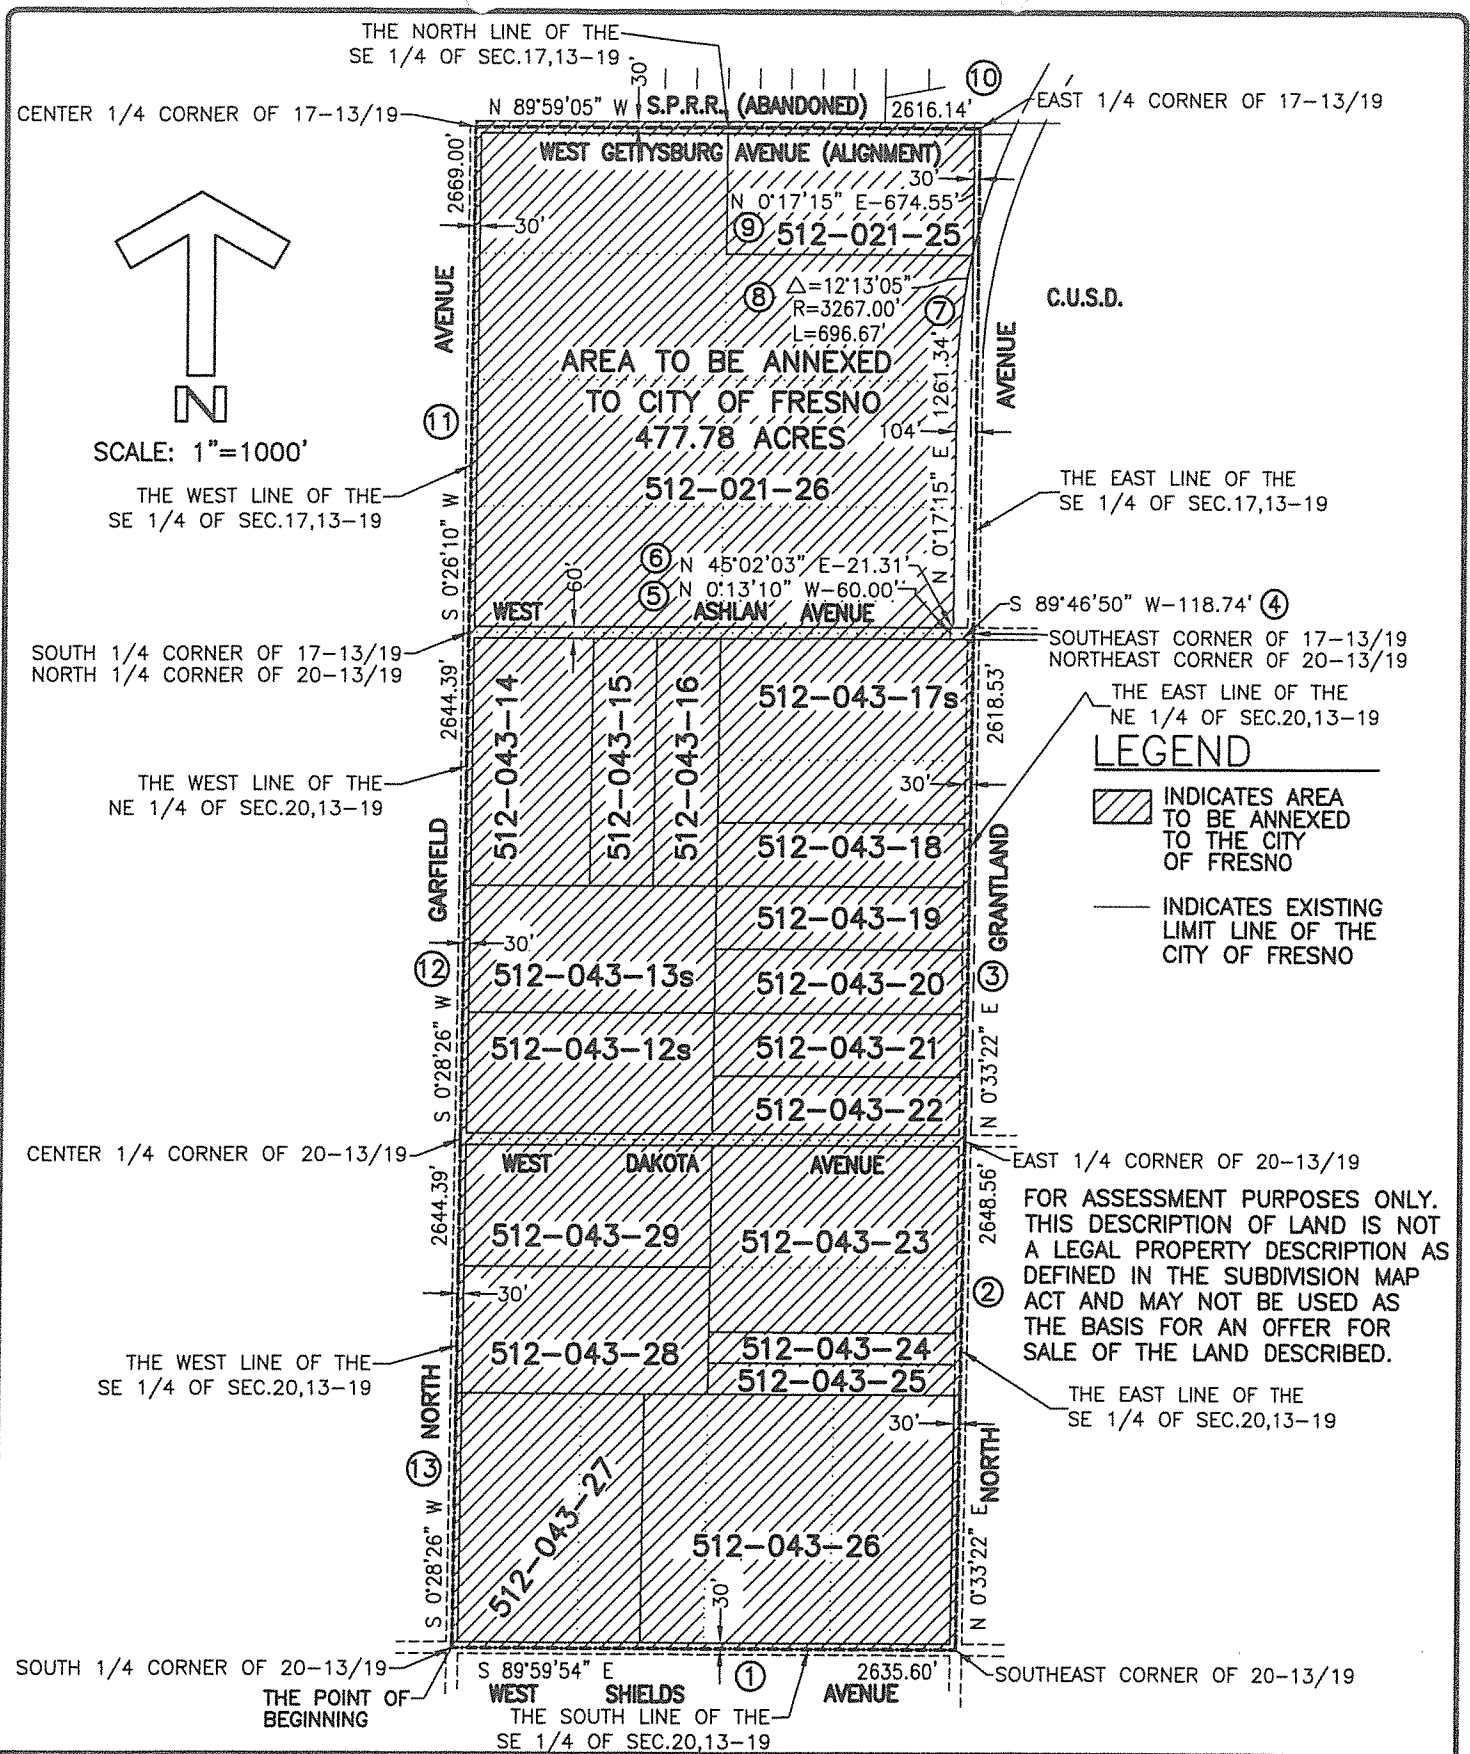 THE NORTH LINE OF THE
SE 1/4 OF SEC.17,13-19
30'
10
N 89°59'05" W
S.P.R.R. (ABANDONED)
2616.14'
EAST 1/4 CORNER OF 17-13/19
CENTER 1/4 CORNER OF 17-13/19
WEST GETTYSBURG AVENUE (ALIGNMENT)
2669.00'
30'
N 0°17'15" E-674.55'
30'
9
512-021-25
8
Δ=12°13'05"
R=3267.00'
L=696.67'
7
C.U.S.D.
AVENUE
AVENUE
N
SCALE: 1"=1000'
AREA TO BE ANNEXED
TO CITY OF FRESNO
477.78 ACRES
512-021-26
N 0°17'15" E 1261.34'
104'
11
THE WEST LINE OF THE
SE 1/4 OF SEC.17,13-19
THE EAST LINE OF THE
SE 1/4 OF SEC.17,13-19
S 0°26'10" W
6
N 45°02'03" E-21.31'
5
N 0°13'10" W-60.00'
60'
WEST ASHLAN AVENUE
S 89°46'50" W-118.74'
4
SOUTH 1/4 CORNER OF 17-13/19
NORTH 1/4 CORNER OF 20-13/19
SOUTHEAST CORNER OF 17-13/19
NORTHEAST CORNER OF 20-13/19
2644.39'
512-043-14
512-043-15
512-043-16
512-043-17s
2618.53'
THE EAST LINE OF THE
NE 1/4 OF SEC.20,13-19
THE WEST LINE OF THE
NE 1/4 OF SEC.20,13-19
30'
LEGEND
INDICATES AREA
TO BE ANNEXED
TO THE CITY
OF FRESNO
INDICATES EXISTING
LIMIT LINE OF THE
CITY OF FRESNO
512-043-18
GARFIELD
GRANTLAND
512-043-19
30'
12
512-043-13s
512-043-20
3
S 0°28'26" W
512-043-12s
512-043-21
N 0°33'22" E
512-043-22
CENTER 1/4 CORNER OF 20-13/19
WEST DAKOTA AVENUE
EAST 1/4 CORNER OF 20-13/19
2644.39'
512-043-29
512-043-23
2648.56'
FOR ASSESSMENT PURPOSES ONLY.
THIS DESCRIPTION OF LAND IS NOT
A LEGAL PROPERTY DESCRIPTION AS
DEFINED IN THE SUBDIVISION MAP
ACT AND MAY NOT BE USED AS
THE BASIS FOR AN OFFER FOR
SALE OF THE LAND DESCRIBED.
30'
2
512-043-28
512-043-24
512-043-25
THE WEST LINE OF THE
SE 1/4 OF SEC.20,13-19
THE EAST LINE OF THE
SE 1/4 OF SEC.20,13-19
NORTH
30'
NORTH
13
512-043-27
512-043-26
S 0°28'26" W
N 0°33'22" E
30'
SOUTH 1/4 CORNER OF 20-13/19
THE POINT OF
BEGINNING
S 89°59'54" E
1
2635.60'
SOUTHEAST CORNER OF 20-13/19
WEST SHIELDS AVENUE
THE SOUTH LINE OF THE
SE 1/4 OF SEC.20,13-19